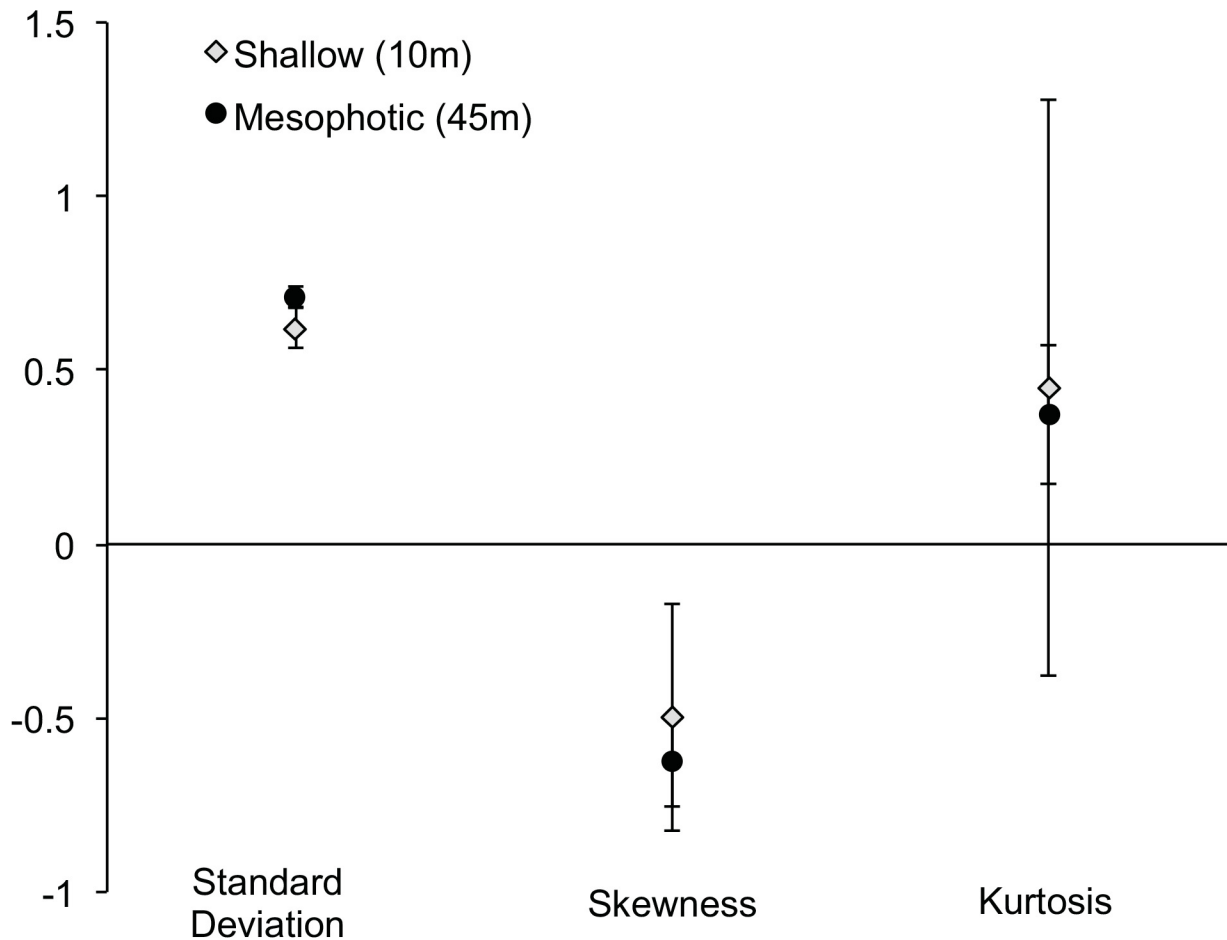 1.5
Shallow (10m)
Mesophotic (45m)
1
0.5
0
-0.5
-1
Standard
Deviation
Skewness
Kurtosis